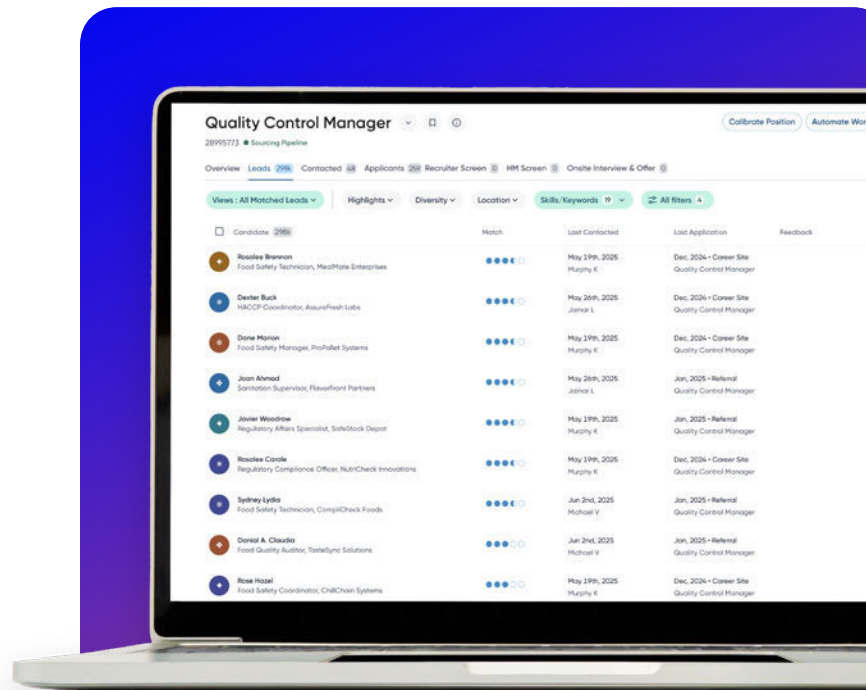 Quality Control Manager
Calibrate Position
Automate Wor
28995773 Sourcing Pipeline
Overview Leads 298k Contacted 48 Applicants 259 Recruiter Screen 0 HM Screen 0 Onsite Interview & Offer 0
Views : All Matched Leads Highlights Diversity Location Skills/Keywords 19 All filters 4
Candidate 298k Match Last Contacted Last Application Feedback
Rosalee Brennon May 19th, 2025 Dec, 2024 • Career Site
Food Safety Technician, MealMate Enterprises Murphy K Quality Control Manager
Dexter Buck May 26th, 2025 Dec, 2024 • Career Site
HACCP Coordinator, AssureFresh Labs Jamar L Quality Control Manager
Dane Marion May 19th, 2025 Dec, 2024 • Career Site
Food Safety Manager, ProPallet Systems Murphy K Quality Control Manager
Joan Ahmad May 26th, 2025 Jan, 2025 • Referral
Sanitation Supervisor, FlavorFront Partners Jamar L Quality Control Manager
Javier Woodrow May 19th, 2025 Jan, 2025 • Referral
Regulatory Affairs Specialist, SafeStock Depot Murphy K Quality Control Manager
Rosalee Carole May 19th, 2025 Dec, 2024 • Career Site
Regulatory Compliance Officer, NutriCheck Innovations Murphy K Quality Control Manager
Sydney Lydia Jun 2nd, 2025 Jan, 2025 • Referral
Food Safety Technician, CompliCheck Foods Michael V Quality Control Manager
Danial A. Claudia Jun 2nd, 2025 Jan, 2025 • Referral
Food Quality Auditor, TasteSync Solutions Michael V Quality Control Manager
Rose Hazel May 19th, 2025 Dec, 2024 • Career Site
Food Safety Coordinator, ChillChain Systems Murphy K Quality Control Manager